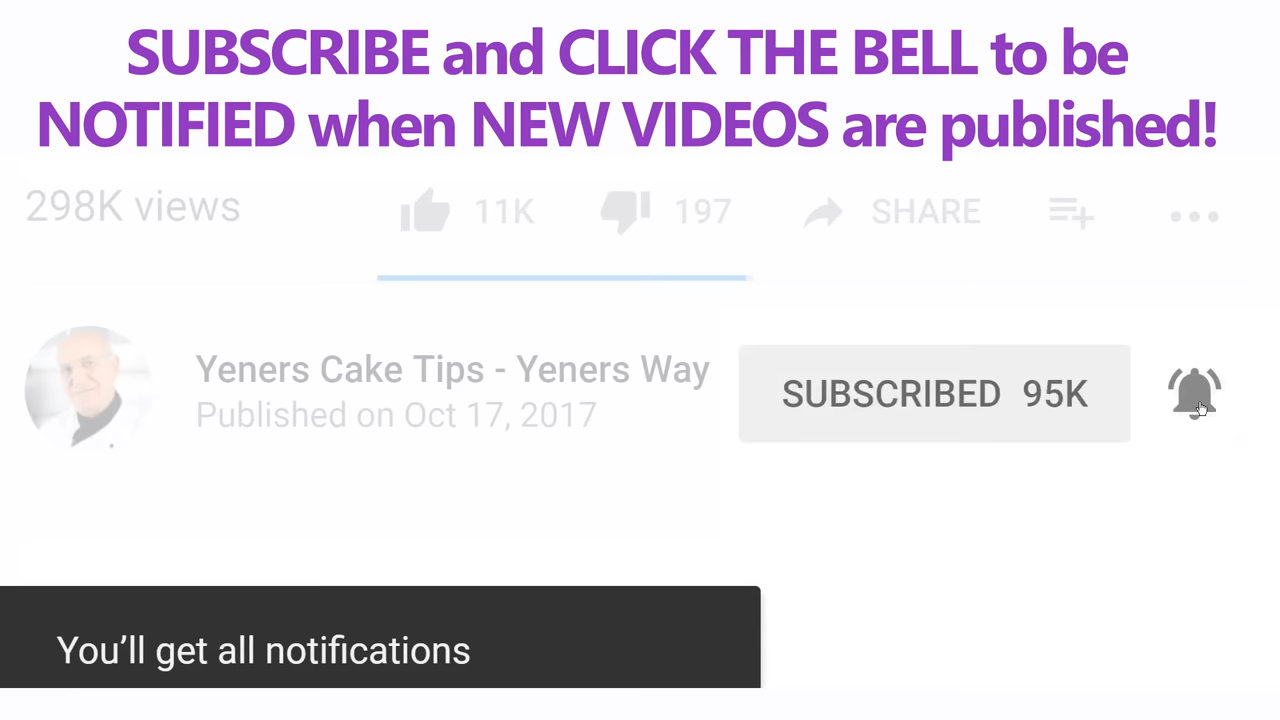 SUBSCRIBE and CLICK THE BELL to be
NOTIFIED when NEW VIDEOS are published!
298K views 11K 197 SHARE
Yeners Cake Tips - Yeners Way
Published on Oct 17, 2017
SUBSCRIBED 95K
You’ll get all notifications